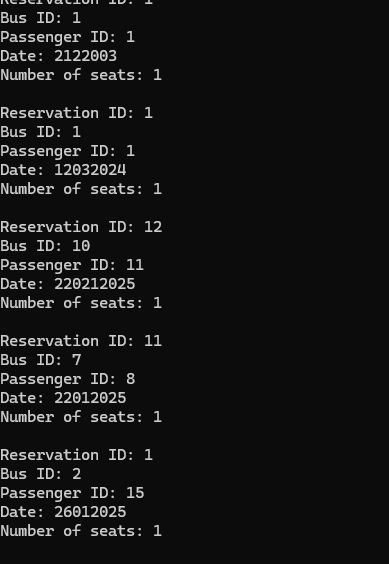 Reservation ID: 1
Bus ID: 1
Passenger ID: 1
Date: 2122003
Number of seats: 1
Reservation ID: 1
Bus ID: 1
Passenger ID: 1
Date: 12032024
Number of seats: 1
Reservation ID: 12
Bus ID: 10
Passenger ID: 11
Date: 220212025
Number of seats: 1
Reservation ID: 11
Bus ID: 7
Passenger ID: 8
Date: 22012025
Number of seats: 1
Reservation ID: 1
Bus ID: 2
Passenger ID: 15
Date: 26012025
Number of seats: 1